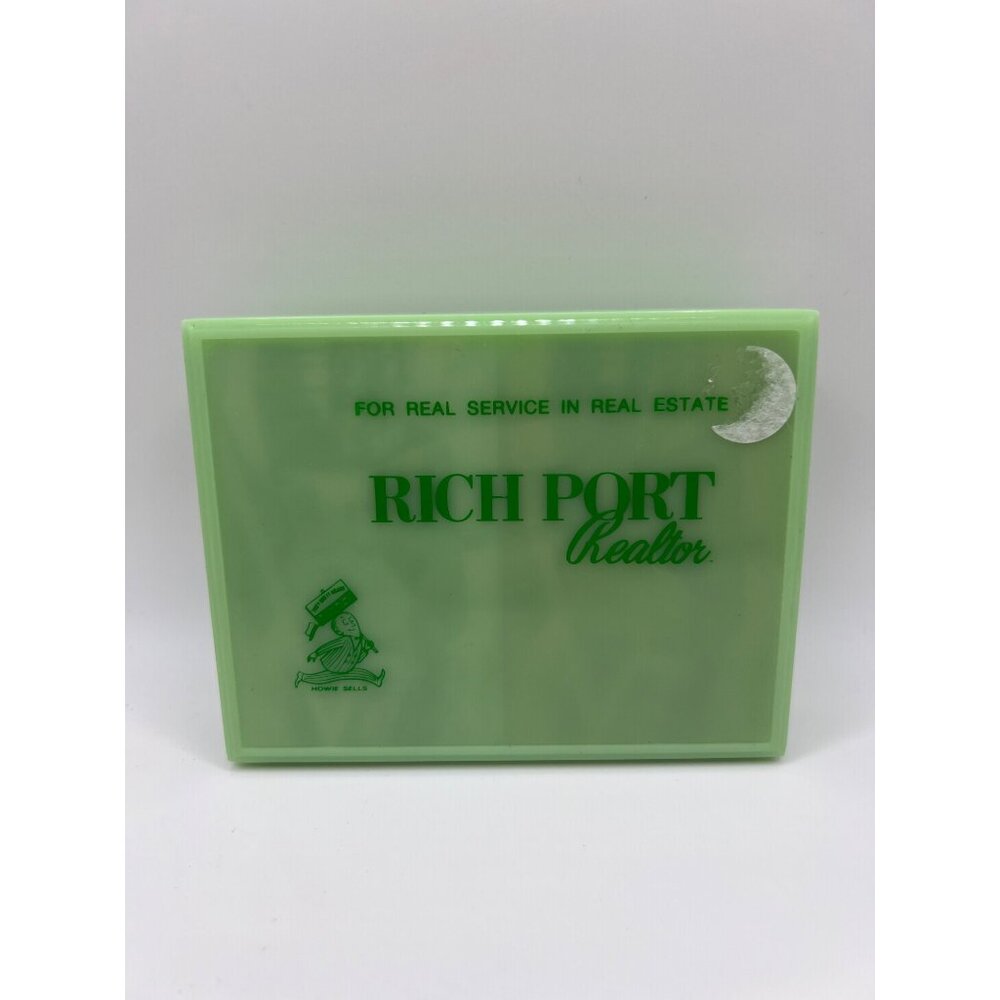 FOR REAL SERVICE IN REAL ESTATE
RICH PORT
Realtor
HOWIE SELLS